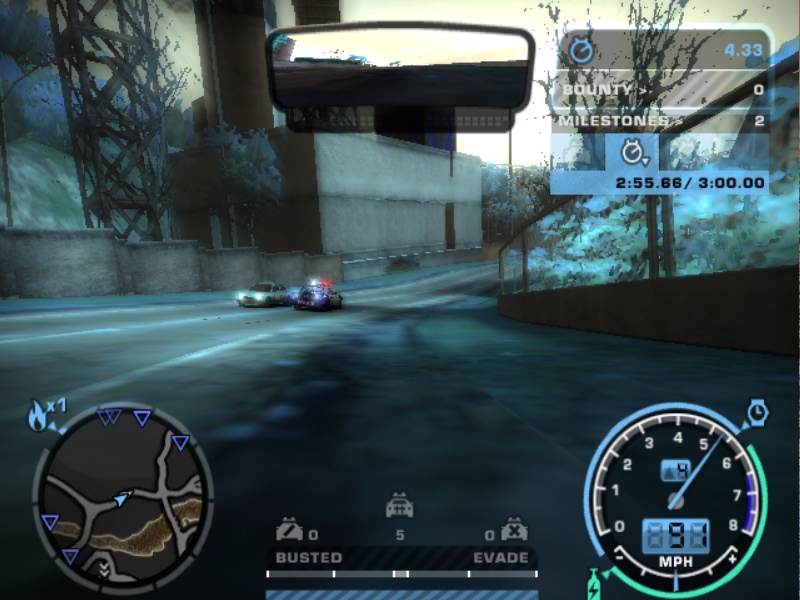 4.33
BOUNTY > 0
MILESTONES > 2
2:55.66/ 3:00.00
x1
0 1 2 3 4 5 6 7 8
4
91
MPH
- +
0 5 0
BUSTED EVADE